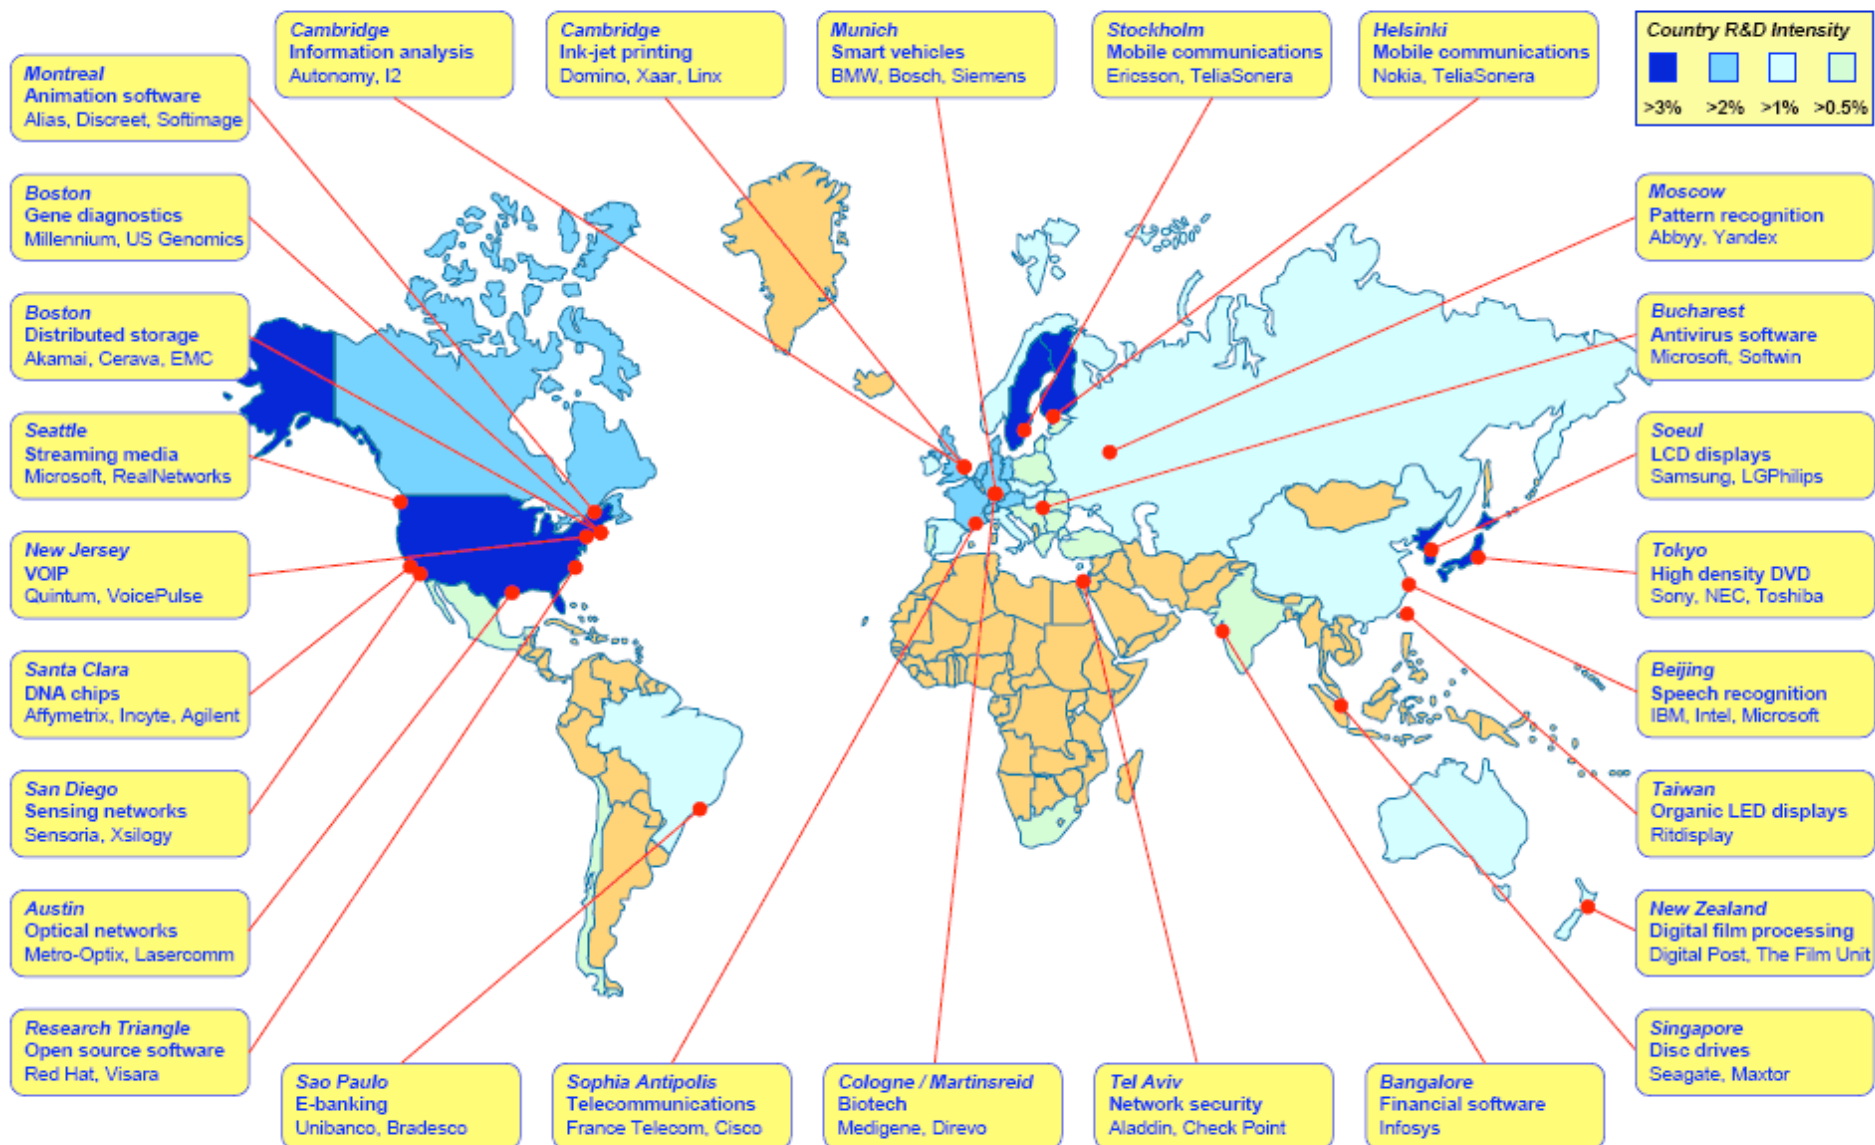 Cambridge
Information analysis
Autonomy, I2
Cambridge
Ink-jet printing
Domino, Xaar, Linx
Munich
Smart vehicles
BMW, Bosch, Siemens
Stockholm
Mobile communications
Ericsson, TeliaSonera
Helsinki
Mobile communications
Nokia, TeliaSonera
Country R&D Intensity
>3% >2% >1% >0.5%
Montreal
Animation software
Alias, Discreet, Softimage
Boston
Gene diagnostics
Millennium, US Genomics
Boston
Distributed storage
Akamai, Cerava, EMC
Seattle
Streaming media
Microsoft, RealNetworks
New Jersey
VOIP
Quintum, VoicePulse
Santa Clara
DNA chips
Affymetrix, Incyte, Agilent
San Diego
Sensing networks
Sensoria, Xsilogy
Austin
Optical networks
Metro-Optix, Lasercomm
Research Triangle
Open source software
Red Hat, Visara
Moscow
Pattern recognition
Abbyy, Yandex
Bucharest
Antivirus software
Microsoft, Softwin
Soeul
LCD displays
Samsung, LGPhilips
Tokyo
High density DVD
Sony, NEC, Toshiba
Beijing
Speech recognition
IBM, Intel, Microsoft
Taiwan
Organic LED displays
Ritdisplay
New Zealand
Digital film processing
Digital Post, The Film Unit
Singapore
Disc drives
Seagate, Maxtor
Sao Paulo
E-banking
Unibanco, Bradesco
Sophia Antipolis
Telecommunications
France Telecom, Cisco
Cologne / Martinsreid
Biotech
Medigene, Direvo
Tel Aviv
Network security
Aladdin, Check Point
Bangalore
Financial software
Infosys